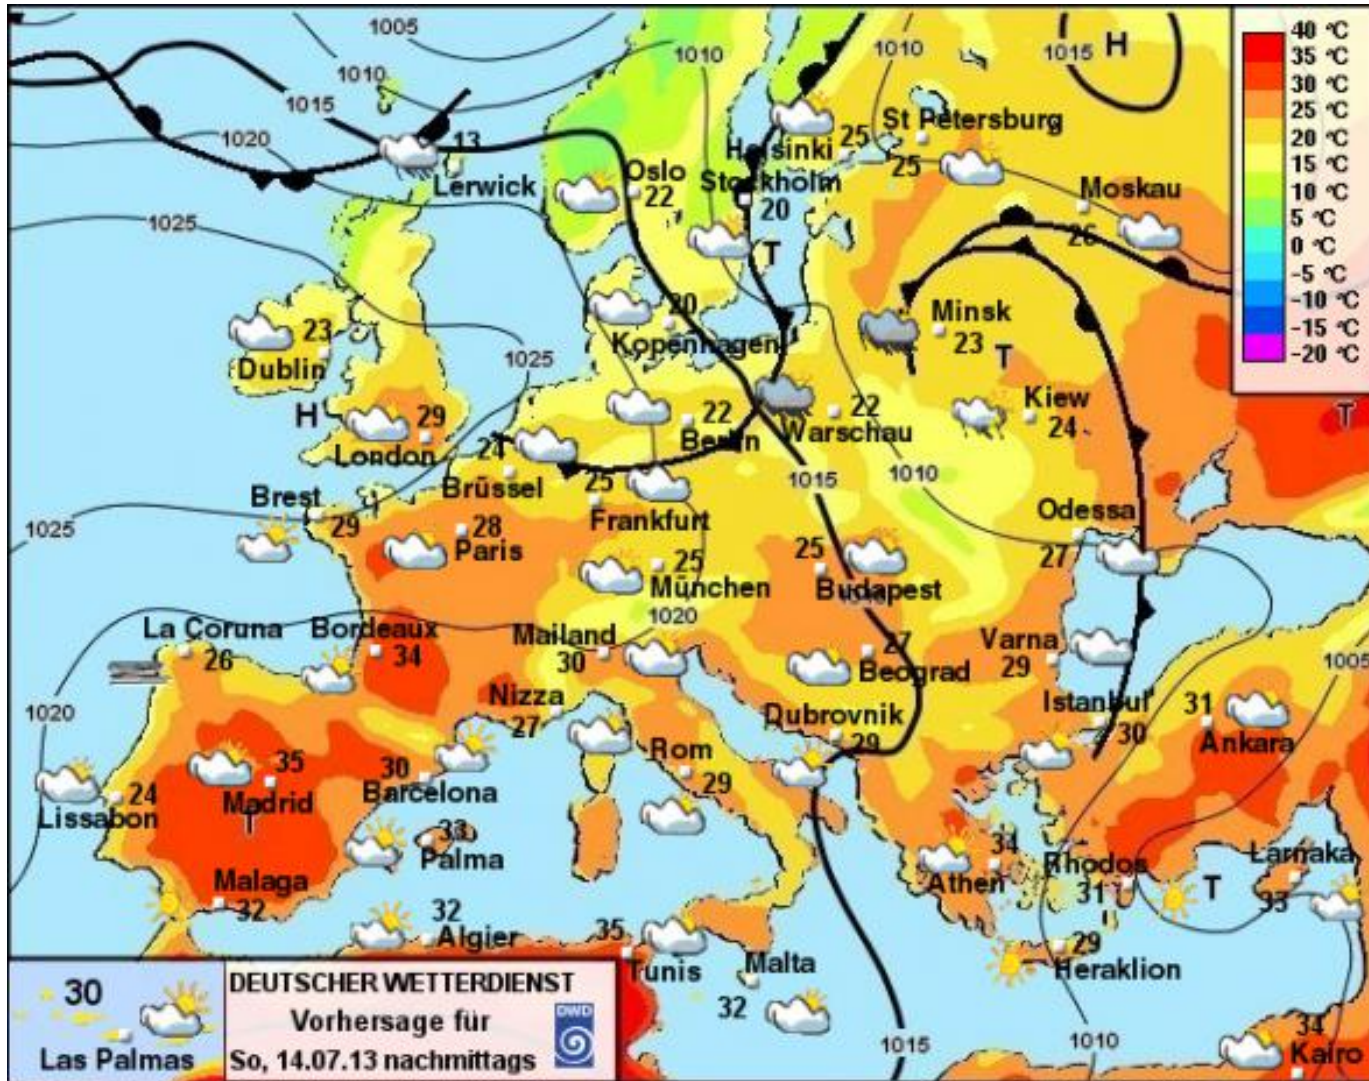 1005
1010
1015
1020
1025
13
Lerwick
Oslo
22
1010
1010
1015
H
Helsinki
25
St Petersburg
25
Stockholm
20
Moskau
26
T
40 °C
35 °C
30 °C
25 °C
20 °C
15 °C
10 °C
5 °C
0 °C
-5 °C
-10 °C
-15 °C
-20 °C
23
Dublin
H
29
London
1025
20
Kopenhagen
22
Berlin
22
Warschau
Minsk
23
T
Kiew
24
T
24
Brüssel
25
Frankfurt
1015
1010
Brest
29
1025
28
Paris
25
München
25
Budapest
Odessa
27
La Coruna
26
Bordeaux
34
Mailand
30
1020
27
Beograd
Varna
29
1005
1020
Nizza
27
Dubrovnik
29
Istanbul
30
31
Ankara
24
Lissabon
35
Madrid
T
30
Barcelona
Rom
29
33
Palma
34
Athen
Rhodos
31
T
Larnaka
33
Malaga
32
32
Algier
35
Tunis
Malta
32
29
Heraklion
30
Las Palmas
DEUTSCHER WETTERDIENST
Vorhersage für
So, 14.07.13 nachmittags
DWD
1015
1010
34
Kairo